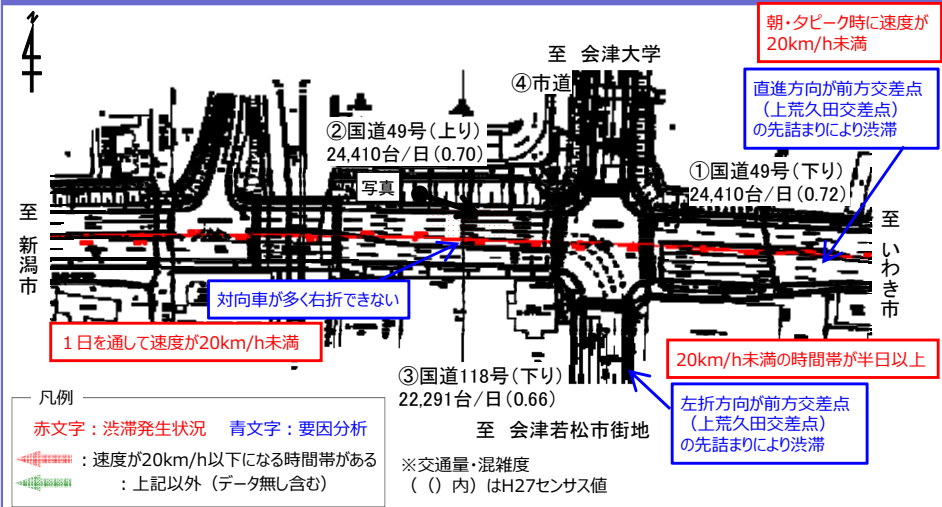 朝・夕ピーク時に速度が
20km/h未満
至 会津大学
④市道
直進方向が前方交差点
(上荒久田交差点)
の先詰まりにより渋滞
②国道49号(上り)
24,410台/日(0.70)
①国道49号(下り)
24,410台/日(0.72)
写真
至 新潟市
至 いわき市
対向車が多く右折できない
1日を通して速度が20km/h未満
20km/h未満の時間帯が半日以上
③国道118号(下り)
22,291台/日(0.66)
左折方向が前方交差点
(上荒久田交差点)
の先詰まりにより渋滞
至 会津若松市街地
凡例
赤文字:渋滞発生状況 青文字:要因分析
:速度が20km/h以下になる時間帯がある
:上記以外(データ無し含む)
※交通量・混雑度
(()内)はH27センサス値